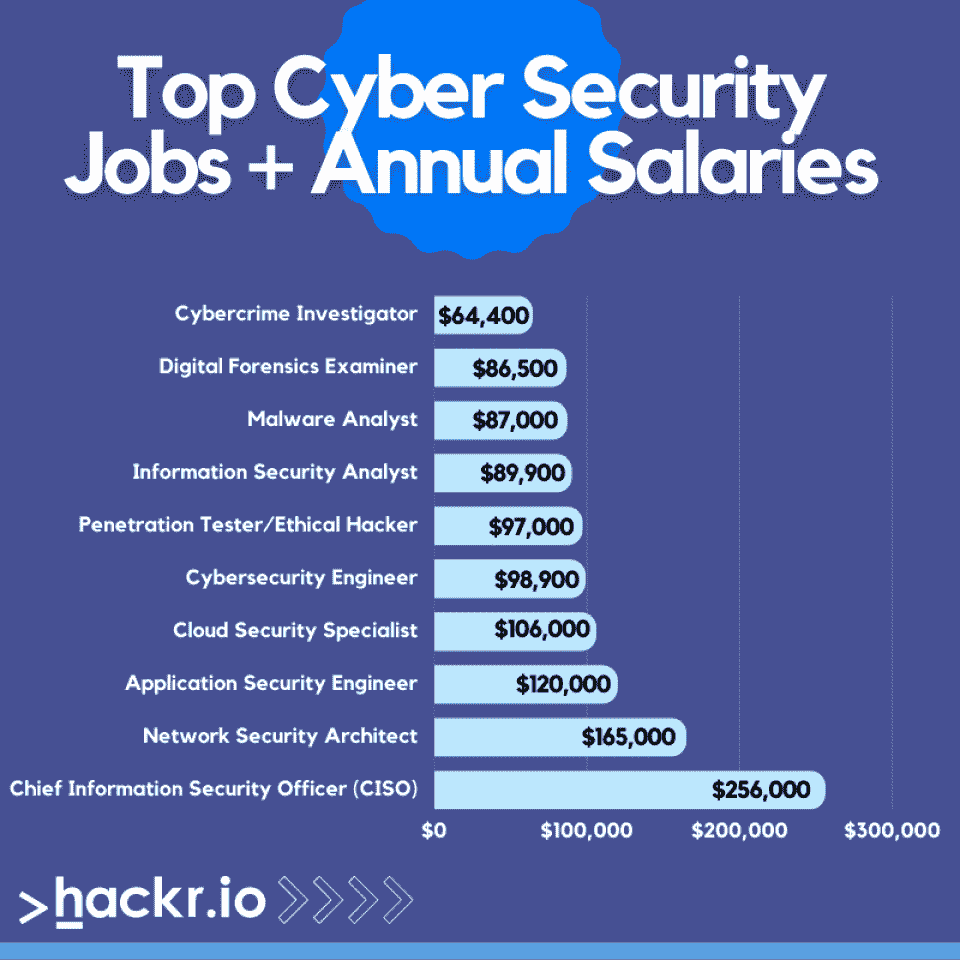 Top Cyber Security
Jobs + Annual Salaries
Cybercrime Investigator $64,400
Digital Forensics Examiner $86,500
Malware Analyst $87,000
Information Security Analyst $89,900
Penetration Tester/Ethical Hacker $97,000
Cybersecurity Engineer $98,900
Cloud Security Specialist $106,000
Application Security Engineer $120,000
Network Security Architect $165,000
Chief Information Security Officer (CISO) $256,000
$0 $100,000 $200,000 $300,000
>hackr.io